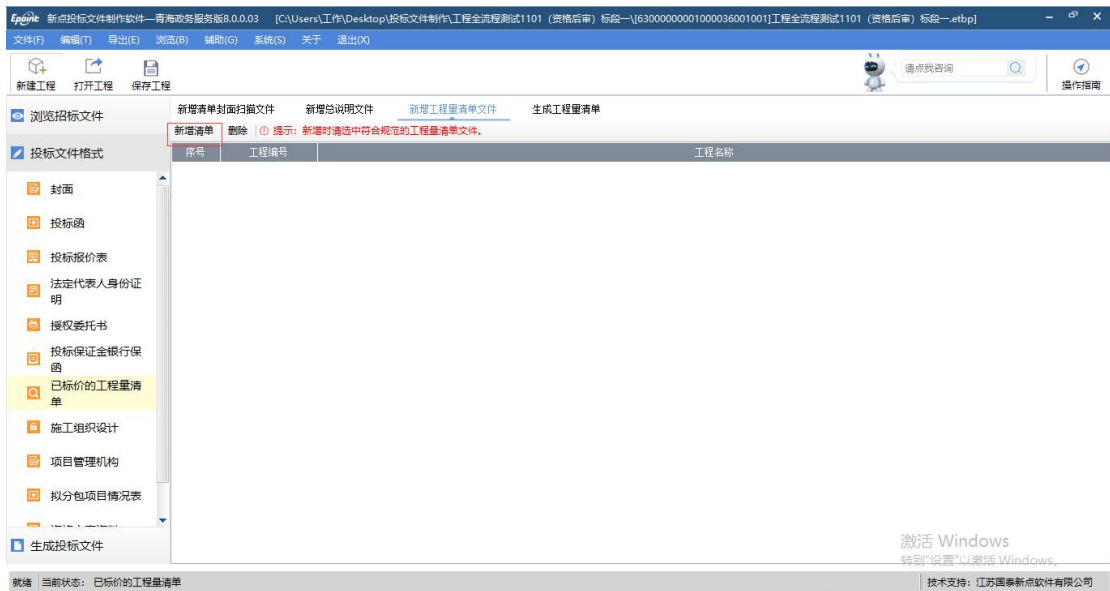 Epoint 新点投标文件制作软件—青海政务服务版8.0.0.03 [C:\Users\工作\Desktop\投标文件制作\工程全流程测试1101（资格后审）标段一\[63000000001000036001001]工程全流程测试1101（资格后审）标段一.etbp]
文件(F) 编辑(T) 导出(E) 浏览(B) 辅助(G) 系统(S) 关于 退出(X)
新建工程 打开工程 保存工程 请点我咨询 操作指南
浏览招标文件
新增清单封面扫描文件 新增总说明文件 新增工程量清单文件 生成工程量清单
新增清单 删除 提示：新增时请选中符合规范的工程量清单文件。
投标文件格式
序号 工程编号 工程名称
封面
投标函
投标报价表
法定代表人身份证
明
授权委托书
投标保证金银行保
函
已标价的工程量清
单
施工组织设计
项目管理机构
拟分包项目情况表
生成投标文件
激活 Windows
转到"设置"以激活 Windows。
就绪 当前状态： 已标价的工程量清单 技术支持：江苏国泰新点软件有限公司